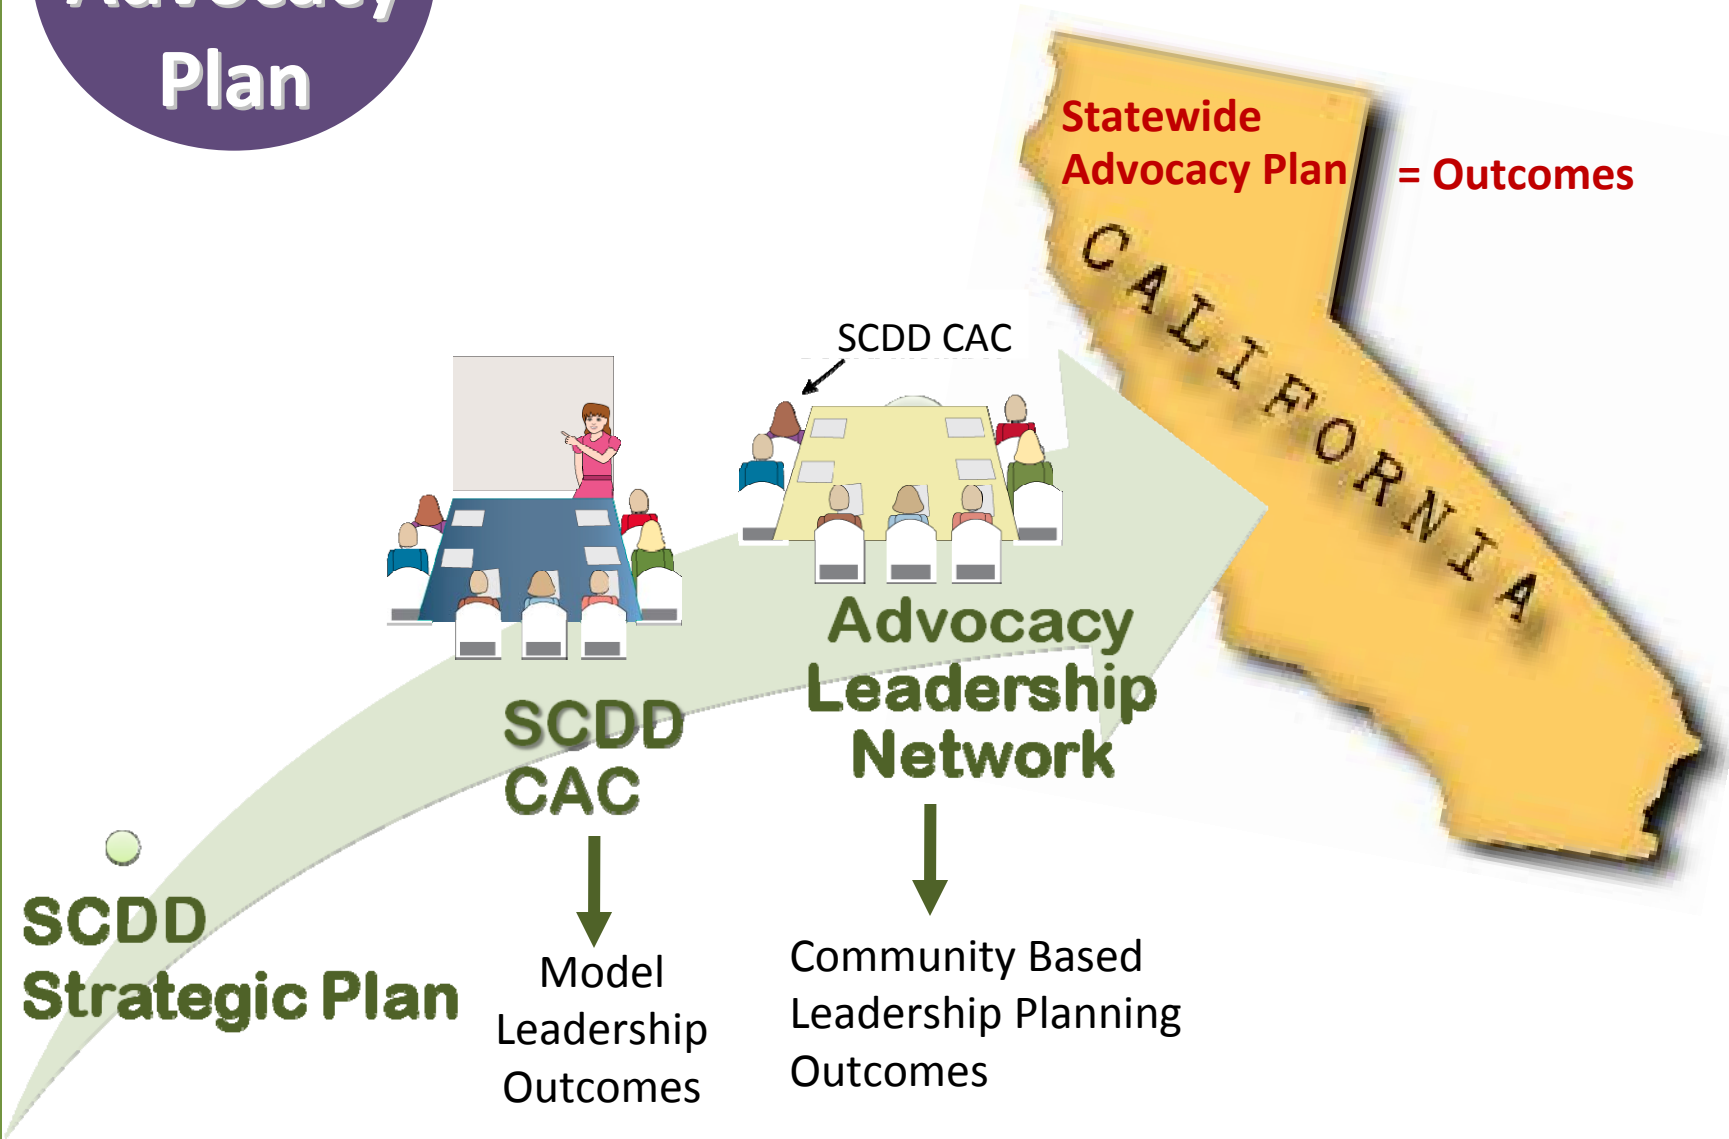 Advocacy
Plan
Statewide
Advocacy Plan
= Outcomes
CALIFORNIA
SCDD CAC
Advocacy
Leadership
Network
SCDD
CAC
SCDD
Strategic Plan
Model
Leadership
Outcomes
Community Based
Leadership Planning
Outcomes